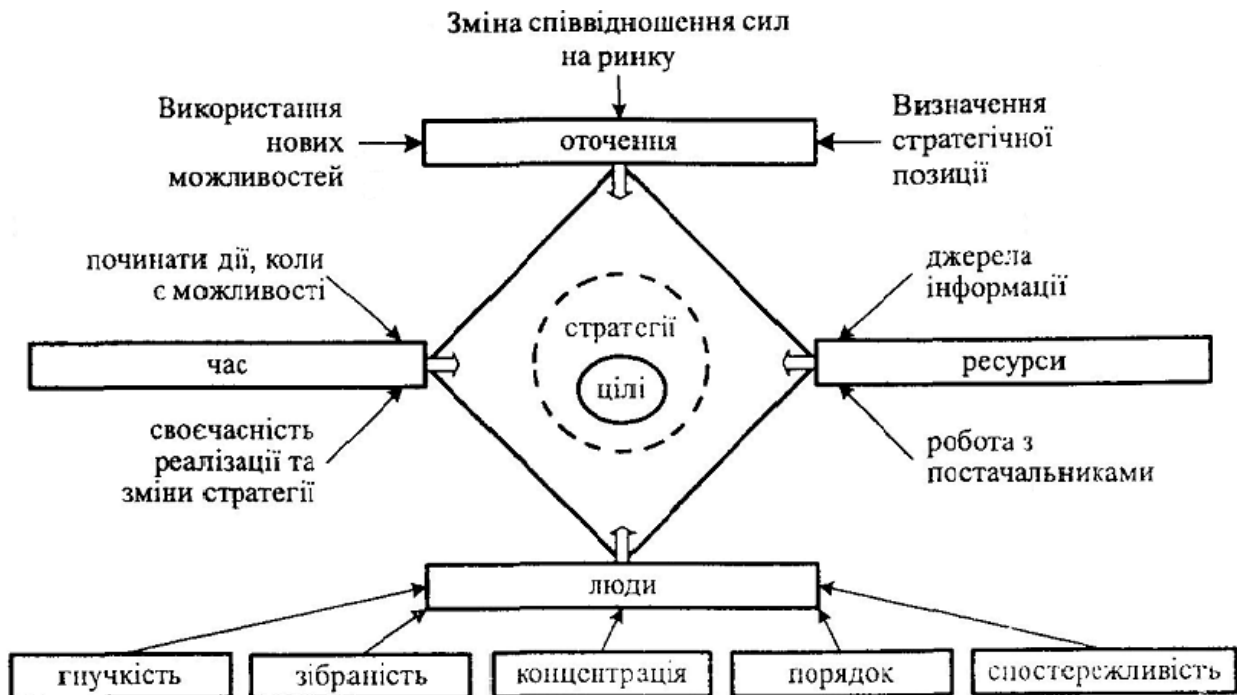 Зміна співвідношення сил
на ринку
Використання
нових
можливостей
оточення
Визначення
стратегічної
позиції
починати дії, коли
є можливості
джерела
інформації
стратегії
цілі
час
ресурси
своєчасність
реалізації та
зміни стратегії
робота з
постачальниками
люди
гнучкість
зібраність
концентрація
порядок
спостережливість